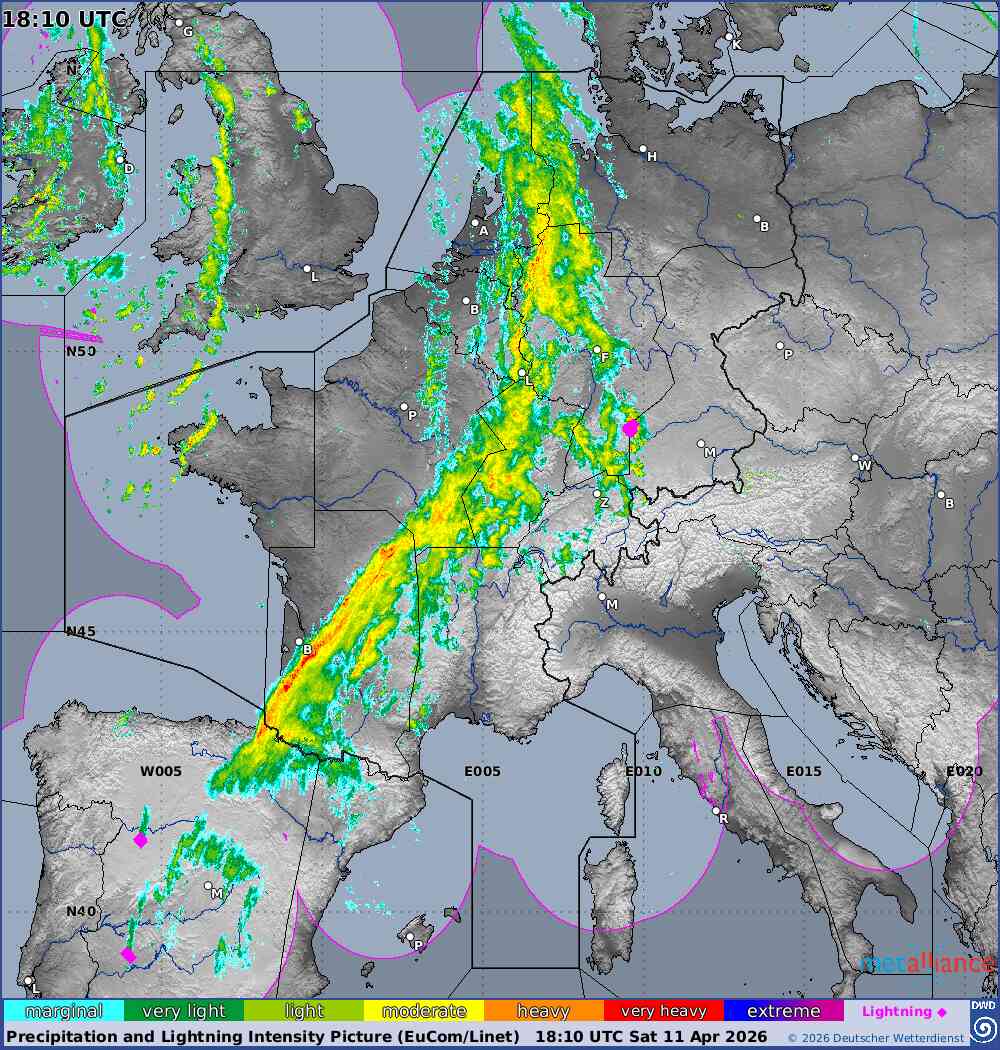 18:10 UTC
G
K
N
D
H
A
B
L
B
N50
F
P
L
P
M
W
Z
B
M
N45
B
W005
E005
E010
E015
E020
R
M
N40
P
L
metalliance
marginal very light light moderate heavy very heavy extreme Lightning
DWD
Precipitation and Lightning Intensity Picture (EuCom/Linet) 18:10 UTC Sat 11 Apr 2026 © 2026 Deutscher Wetterdienst